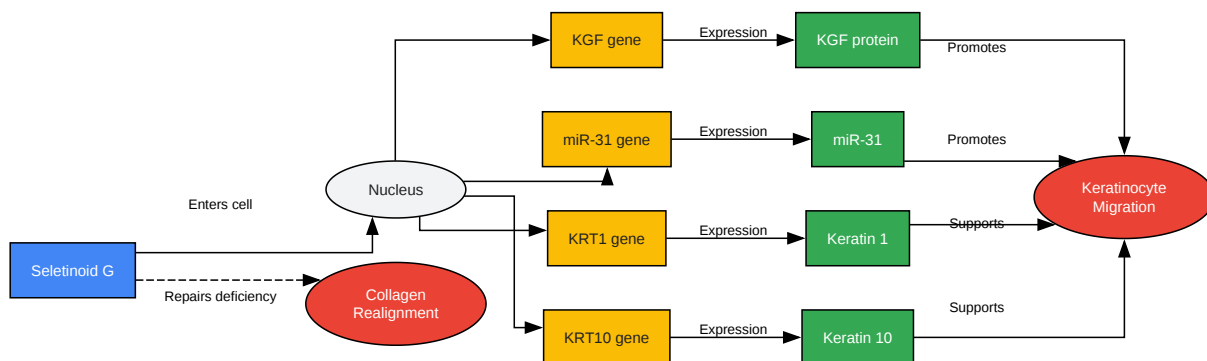 KGF gene
Expression
KGF protein
Promotes
miR-31 gene
Expression
miR-31
Promotes
Nucleus
Keratinocyte
Migration
Enters cell
KRT1 gene
Expression
Keratin 1
Supports
Seletinoid G
Repairs deficiency
Collagen
Realignment
KRT10 gene
Expression
Keratin 10
Supports